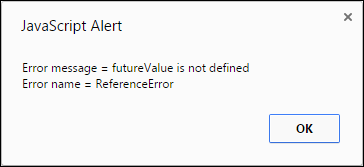 JavaScript Alert
Error message = futureValue is not defined
Error name = ReferenceError
OK